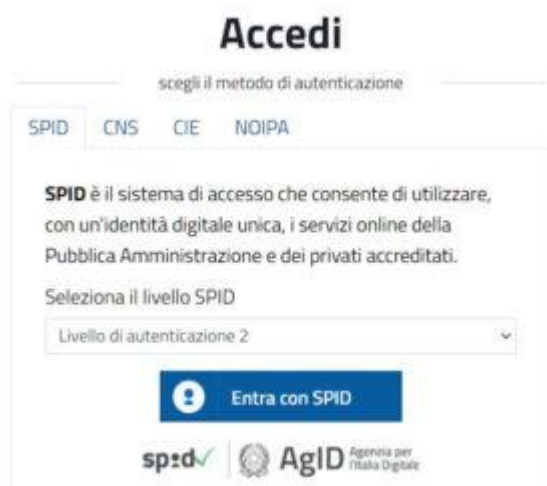 Accedi
scegli il metodo di autenticazione
SPID CNS CIE NOIPA
SPID è il sistema di accesso che consente di utilizzare,
con un'identità digitale unica, i servizi online della
Pubblica Amministrazione e dei privati accreditati.
Seleziona il livello SPID
Livello di autenticazione 2
Entra con SPID
spid AgID Agenzia per
l'Italia Digitale